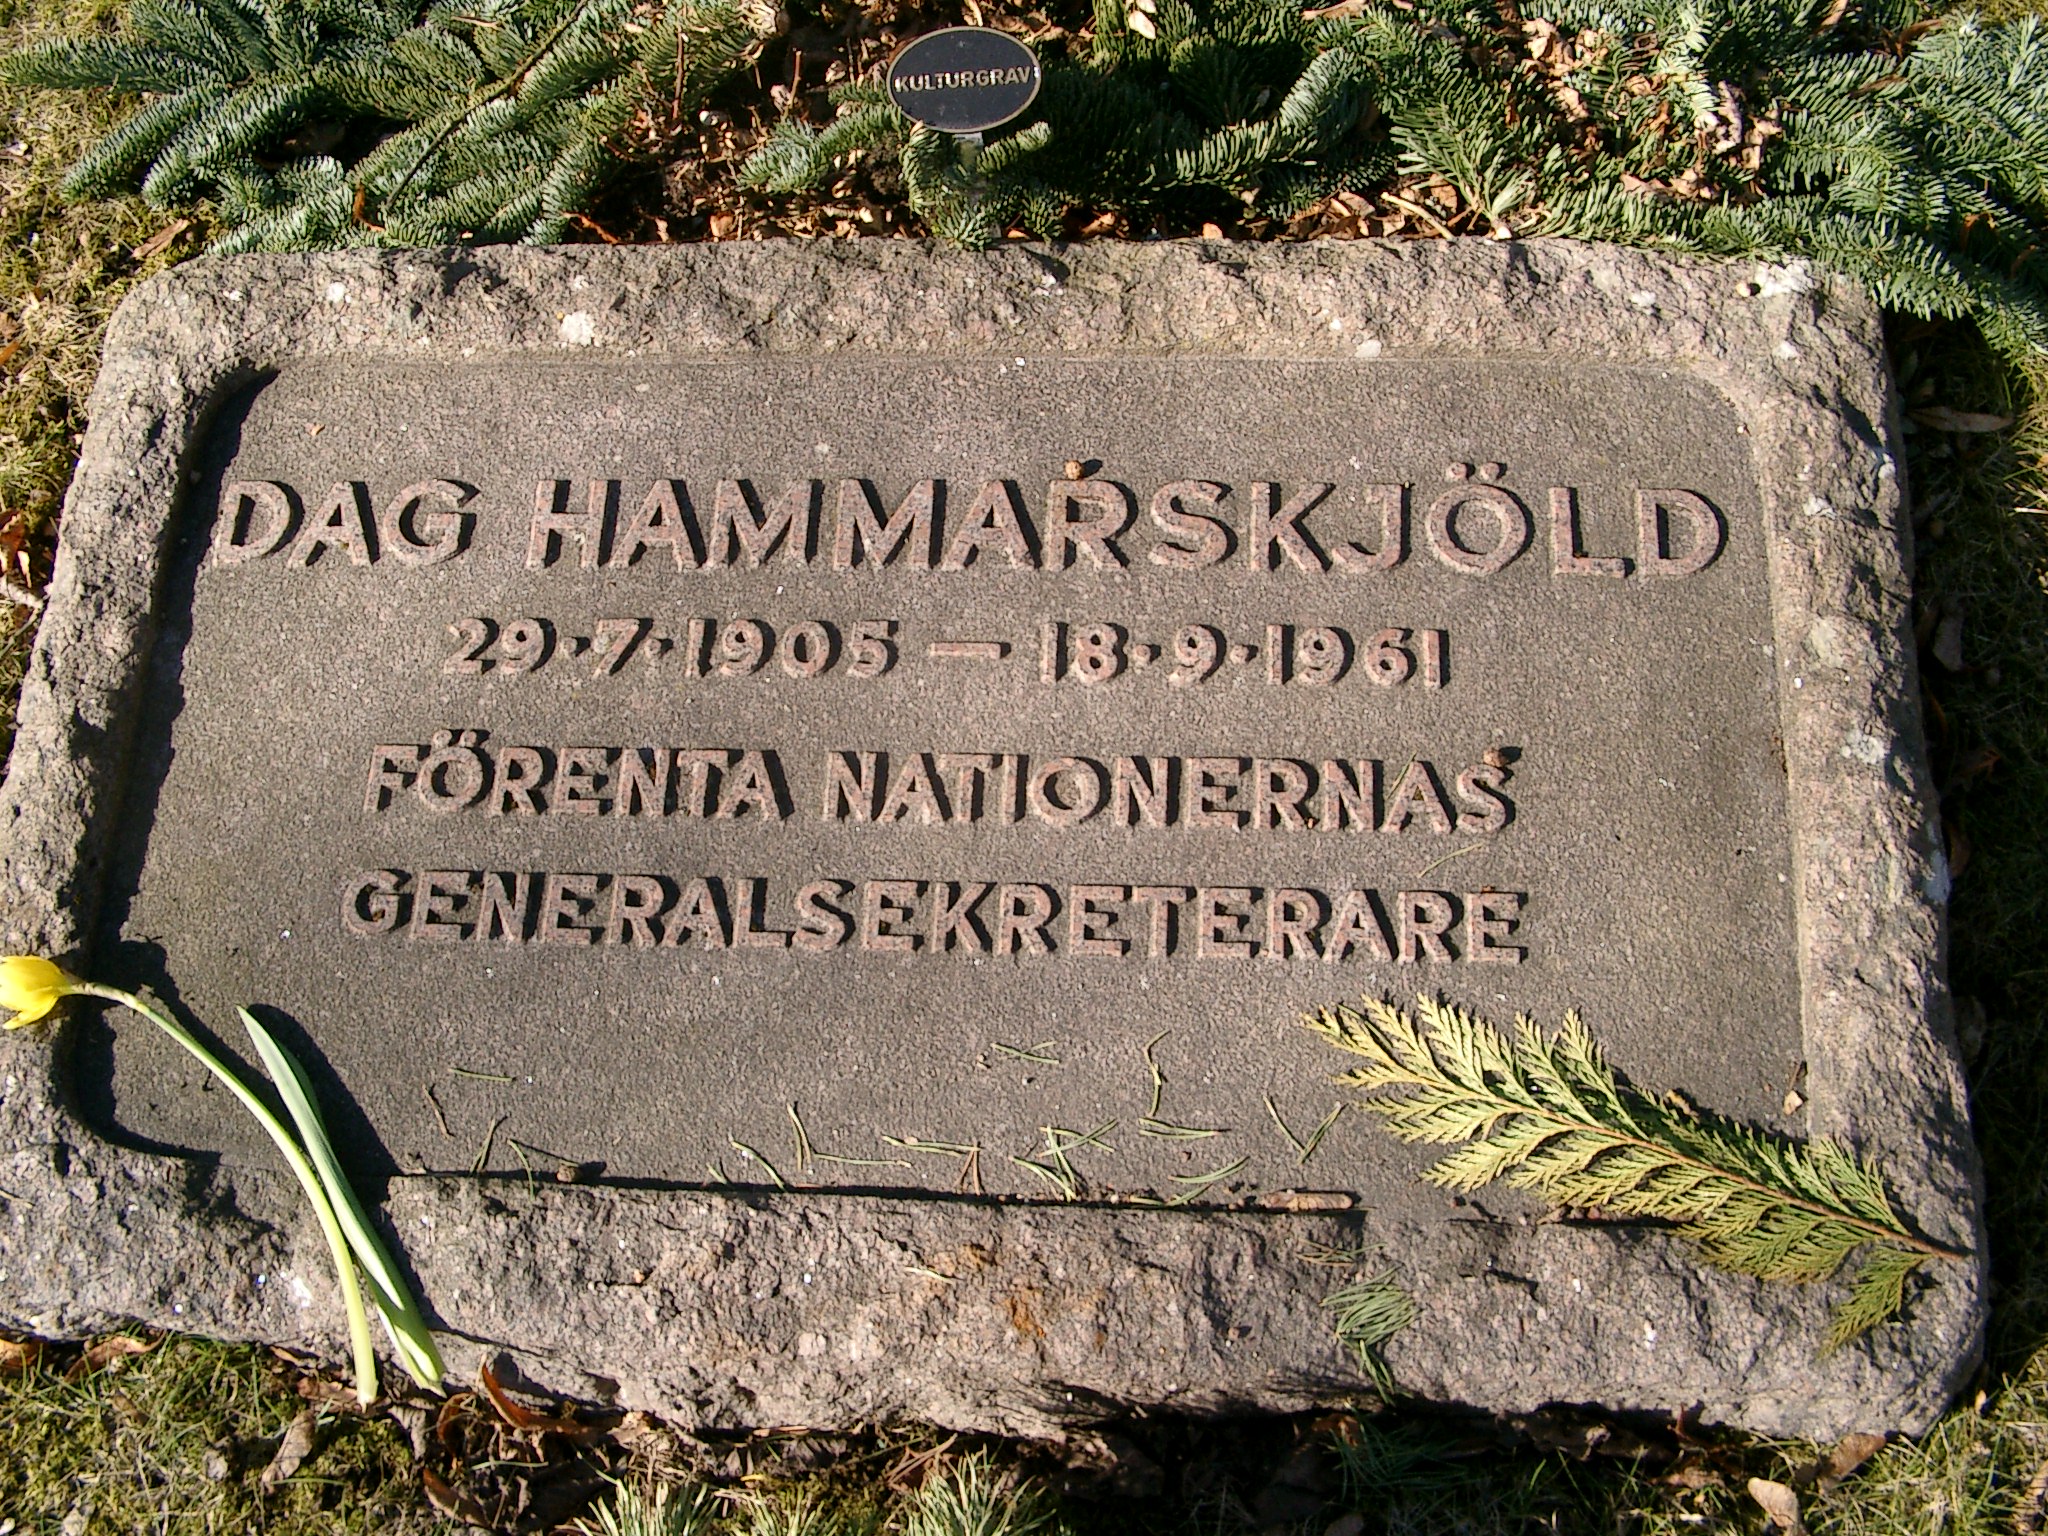 KULTURGRAV
DAG HAMMARSKJÖLD
29·7·1905 — 18·9·1961
FÖRENTA NATIONERNAS
GENERALSEKRETERARE